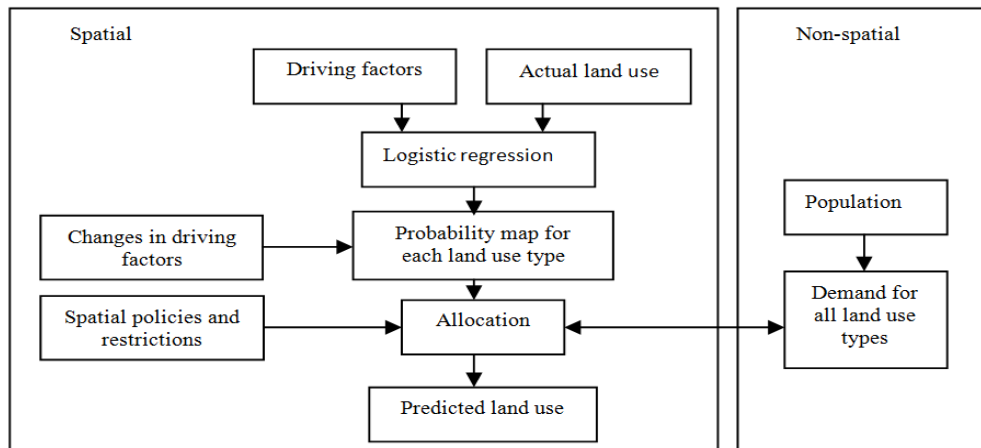 Spatial
Non-spatial
Driving factors
Actual land use
Logistic regression
Population
Changes in driving
factors
Probability map for
each land use type
Spatial policies and
restrictions
Allocation
Demand for
all land use
types
Predicted land use